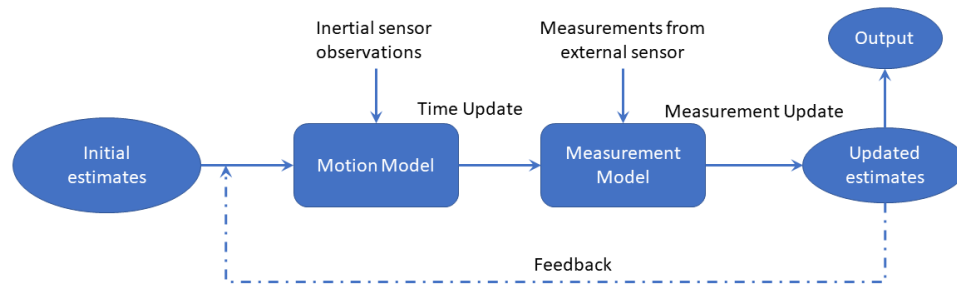 Inertial sensor
observations
Measurements from
external sensor
Output
Time Update
Measurement Update
Initial
estimates
Motion Model
Measurement
Model
Updated
estimates
Feedback